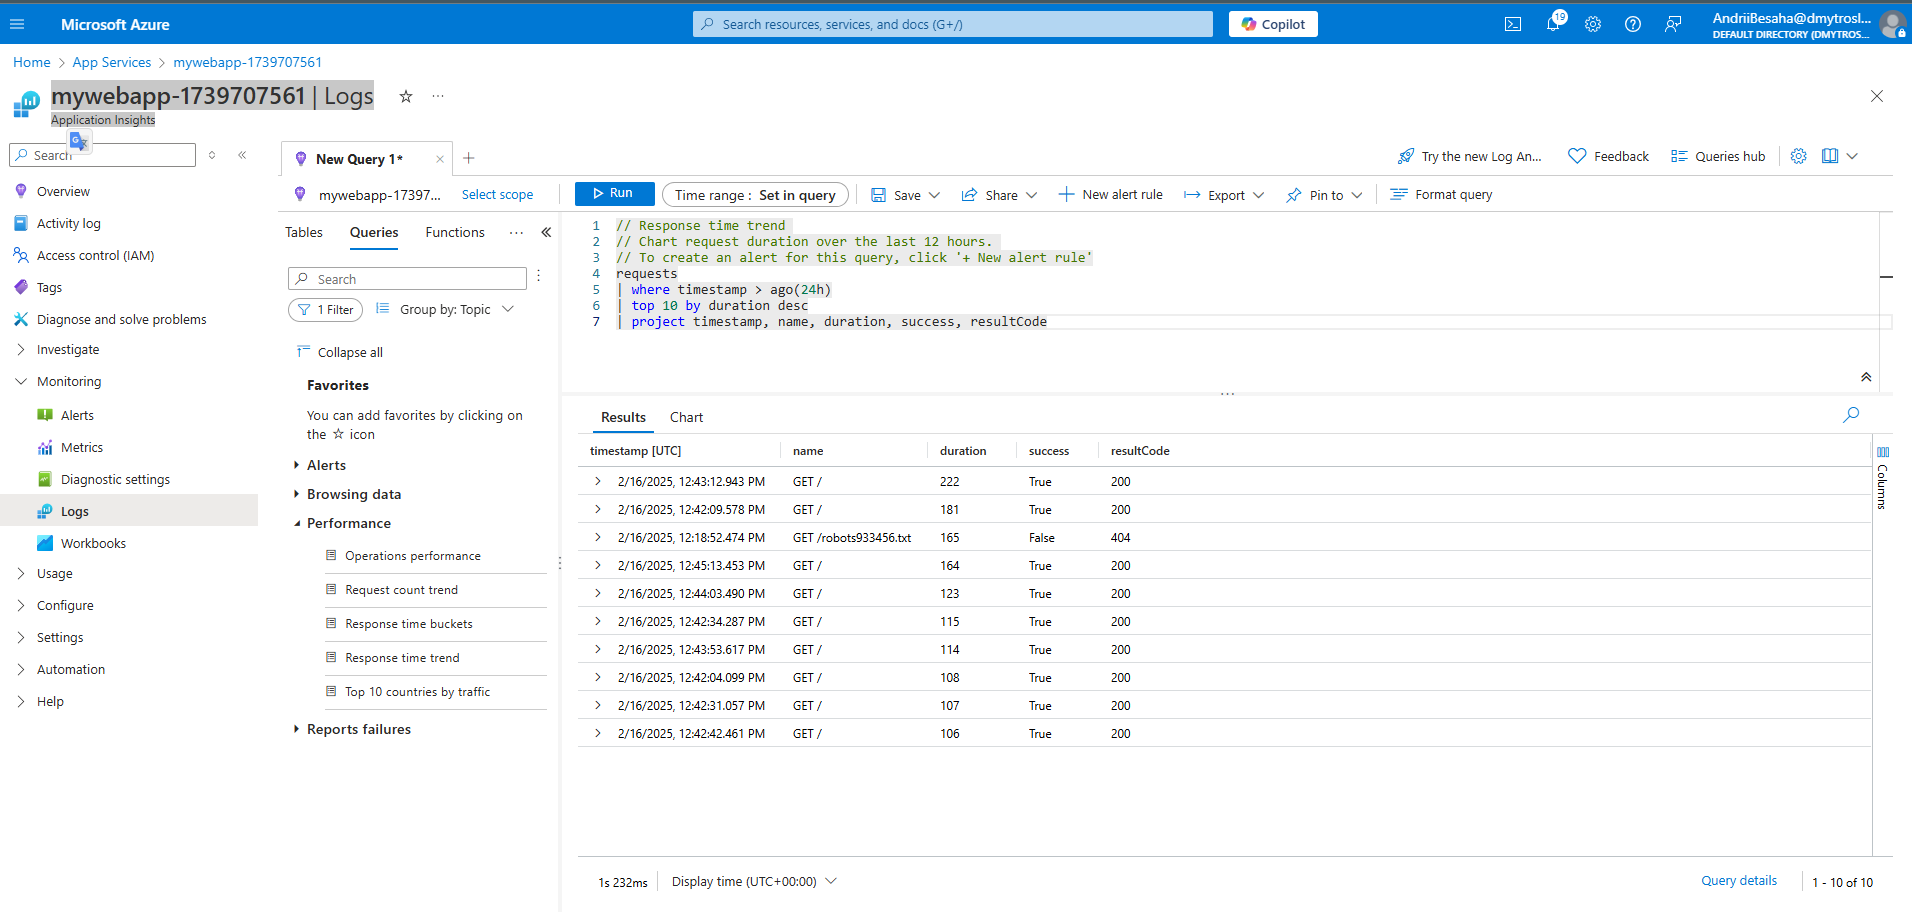 Microsoft Azure
Search resources, services, and docs (G+/)
Copilot
19
AndriiBesaha@dmytrosl...
DEFAULT DIRECTORY (DMYTROS...
Home > App Services > mywebapp-1739707561
mywebapp-1739707561 | Logs
Application Insights
Search
Overview
Activity log
Access control (IAM)
Tags
Diagnose and solve problems
Investigate
Monitoring
Alerts
Metrics
Diagnostic settings
Logs
Workbooks
Usage
Configure
Settings
Automation
Help
New Query 1*
Try the new Log An...
Feedback
Queries hub
mywebapp-17397...
Select scope
Run
Time range : Set in query
Save
Share
New alert rule
Export
Pin to
Format query
Tables
Queries
Functions
Search
1 Filter
Group by: Topic
Collapse all
Favorites
You can add favorites by clicking on
the ☆ icon
Alerts
Browsing data
Performance
Operations performance
Request count trend
Response time buckets
Response time trend
Top 10 countries by traffic
Reports failures
1 // Response time trend
2 // Chart request duration over the last 12 hours.
3 // To create an alert for this query, click '+ New alert rule'
4 requests
5 | where timestamp > ago(24h)
6 | top 10 by duration desc
7 | project timestamp, name, duration, success, resultCode
Results
Chart
timestamp [UTC] name duration success resultCode
2/16/2025, 12:43:12.943 PM GET / 222 True 200
2/16/2025, 12:42:09.578 PM GET / 181 True 200
2/16/2025, 12:18:52.474 PM GET /robots933456.txt 165 False 404
2/16/2025, 12:45:13.453 PM GET / 164 True 200
2/16/2025, 12:44:03.490 PM GET / 123 True 200
2/16/2025, 12:42:34.287 PM GET / 115 True 200
2/16/2025, 12:43:53.617 PM GET / 114 True 200
2/16/2025, 12:42:04.099 PM GET / 108 True 200
2/16/2025, 12:42:31.057 PM GET / 107 True 200
2/16/2025, 12:42:42.461 PM GET / 106 True 200
Columns
1s 232ms
Display time (UTC+00:00)
Query details
1 - 10 of 10